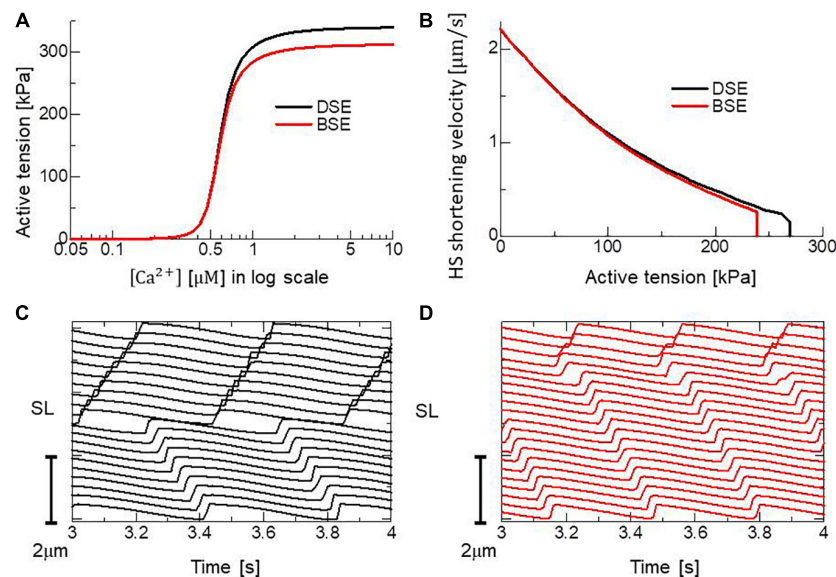 A
Active tension [kPa]
300
200
100
0
DSE
BSE
0.05
0.1
0.5
1
5
10
[Ca²⁺] [μM] in log scale
B
HS shortening velocity [μm/s]
2
1
0
DSE
BSE
0
100
200
300
Active tension [kPa]
C
SL
2μm
3
3.2
3.4
3.6
3.8
4
Time [s]
D
SL
2μm
3
3.2
3.4
3.6
3.8
4
Time [s]